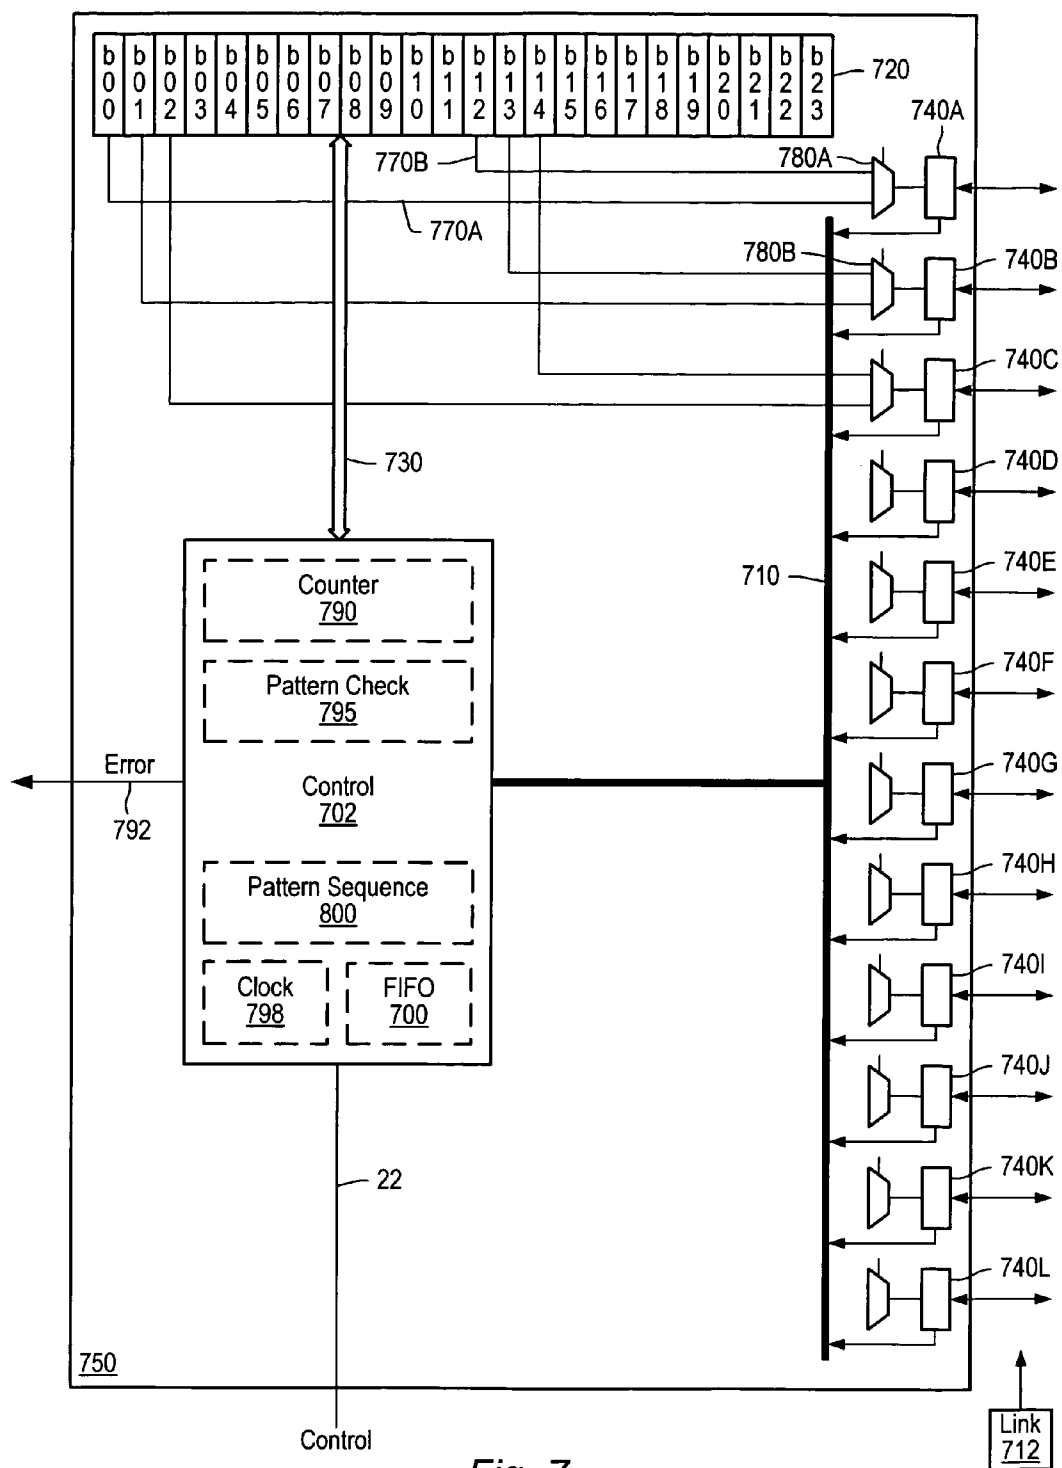 b00 b01 b02 b03 b04 b05 b06 b07 b08 b09 b10 b11 b12 b13 b14 b15 b16 b17 b18 b19 b20 b21 b22 b23
720
740A
770B
780A
770A
780B
740B
740C
730
740D
710
740E
Counter
790
Pattern Check
795
740F
Error
792
Control
702
740G
Pattern Sequence
800
740H
Clock
798
FIFO
700
740I
740J
22
740K
740L
750
Control
Link
712
Fig. 7